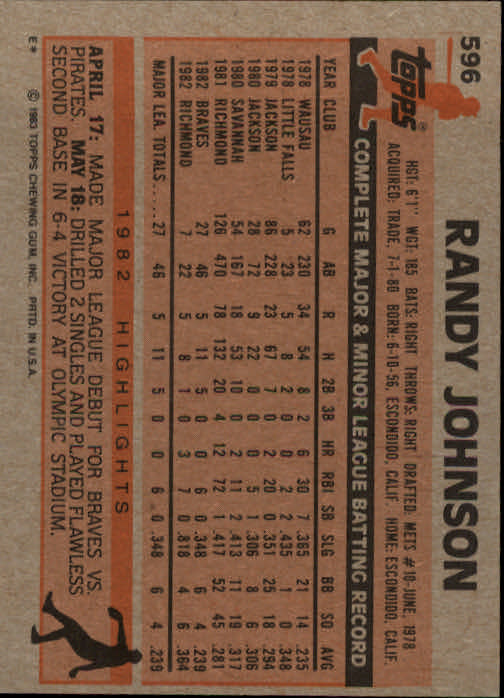 596
RANDY JOHNSON
topps®
HGT: 6'1" WGT: 185 BATS: RIGHT THROWS: RIGHT DRAFTED: METS #10-JUNE, 1978
ACQUIRED: TRADE, 7-1-80 BORN: 6-10-56, ESCONDIDO, CALIF. HOME: ESCONDIDO, CALIF.
COMPLETE MAJOR & MINOR LEAGUE BATTING RECORD
YEAR CLUB G AB R H 2B 3B HR RBI SB SLG BB SO AVG
1978 WAUSAU 62 230 34 54 8 2 6 30 7 .365 21 14 .235
1978 LITTLE FALLS 5 23 5 8 2 0 0 2 2 .435 1 0 .348
1979 JACKSON 86 228 23 67 7 0 2 20 0 .351 25 18 .294
1980 JACKSON 28 72 9 22 0 0 0 5 1 .306 8 6 .306
1980 SAVANNAH 54 167 18 53 10 0 2 11 2 .413 11 19 .317
1981 RICHMOND 126 470 78 132 20 4 12 72 1 .417 52 45 .281
1982 BRAVES 27 46 5 11 5 0 0 6 0 .348 6 4 .239
1982 RICHMOND 7 22 5 8 1 0 3 7 0 .818 4 6 .364
MAJOR LEA. TOTALS..... 27 46 5 11 5 0 0 6 0 .348 6 4 .239
1982 HIGHLIGHTS
APRIL 17: MADE MAJOR LEAGUE DEBUT FOR BRAVES VS.
PIRATES. MAY 18: DRILLED 2 SINGLES AND PLAYED FLAWLESS
SECOND BASE IN 6-4 VICTORY AT OLYMPIC STADIUM.
E* © 1983 TOPPS CHEWING GUM, INC. PRTD. IN U.S.A.